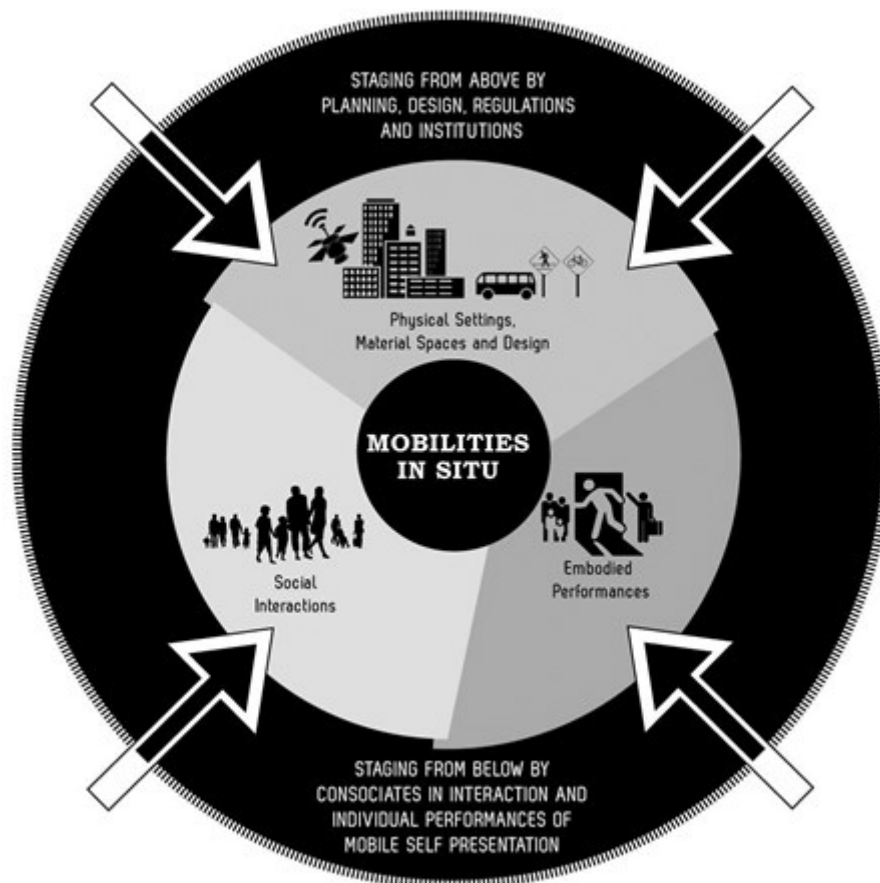 STAGING FROM ABOVE BY
PLANNING, DESIGN, REGULATIONS
AND INSTITUTIONS
Physical Settings,
Material Spaces and Design
MOBILITIES
IN SITU
Social
Interactions
Embodied
Performances
STAGING FROM BELOW BY
CONSOCIATES IN INTERACTION AND
INDIVIDUAL PERFORMANCES OF
MOBILE SELF PRESENTATION